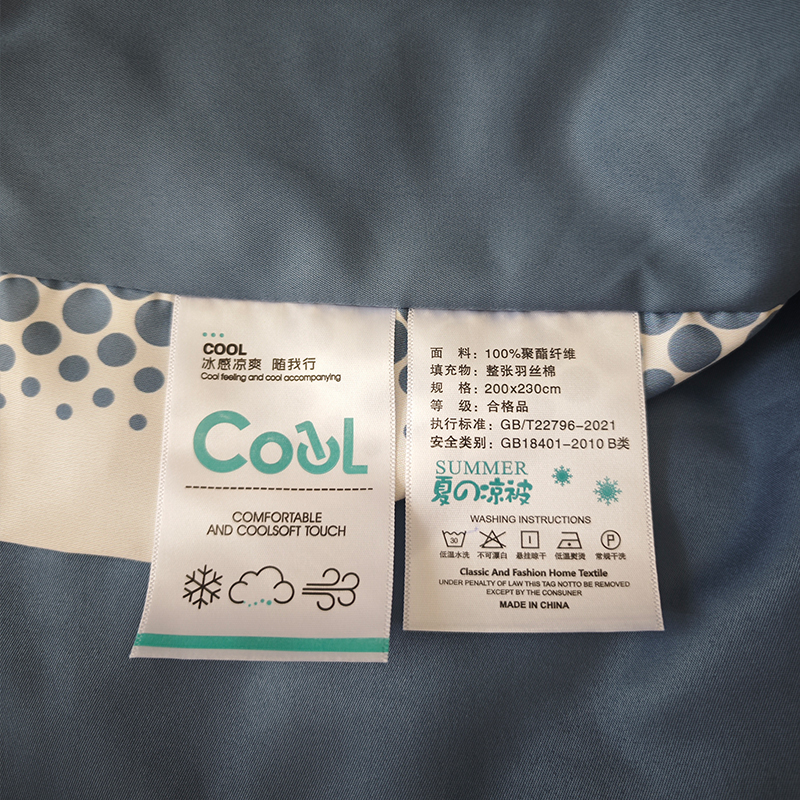 COOL
冰感凉爽 随我行
Cool feeling and cool accompanying
COOL
COMFORTABLE
AND COOLSOFT TOUCH
面 料：100%聚酯纤维
填充物：整张羽丝棉
规 格：200x230cm
等 级：合格品
执行标准：GB/T22796-2021
安全类别：GB18401-2010 B类
SUMMER
夏の凉被
WASHING INSTRUCTIONS
30 P
低温水洗 不可漂白 悬挂晾干 低温熨烫 常规干洗
Classic And Fashion Home Textile
UNDER PENALTY OF LAW THIS TAG NOTTO BE REMOVED
EXCEPT BY THE CONSUNER
MADE IN CHINA